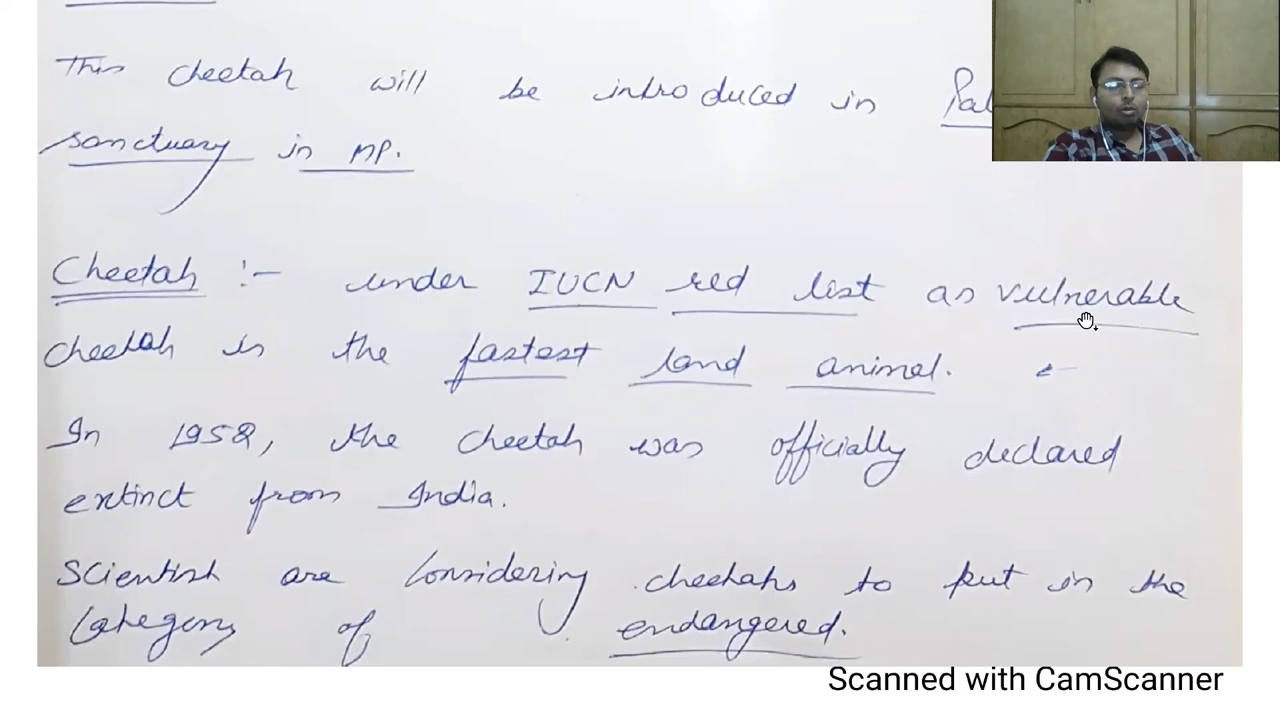 This cheetah will be introduced in Pal
sanctuary in MP.
Cheetah :- under IUCN red list as vulnerable
cheetah is the fastest land animal.
In 1952, the cheetah was officially declared
extinct from India.
Scientist are considering cheetahs to put in the
category of endangered.
Scanned with CamScanner